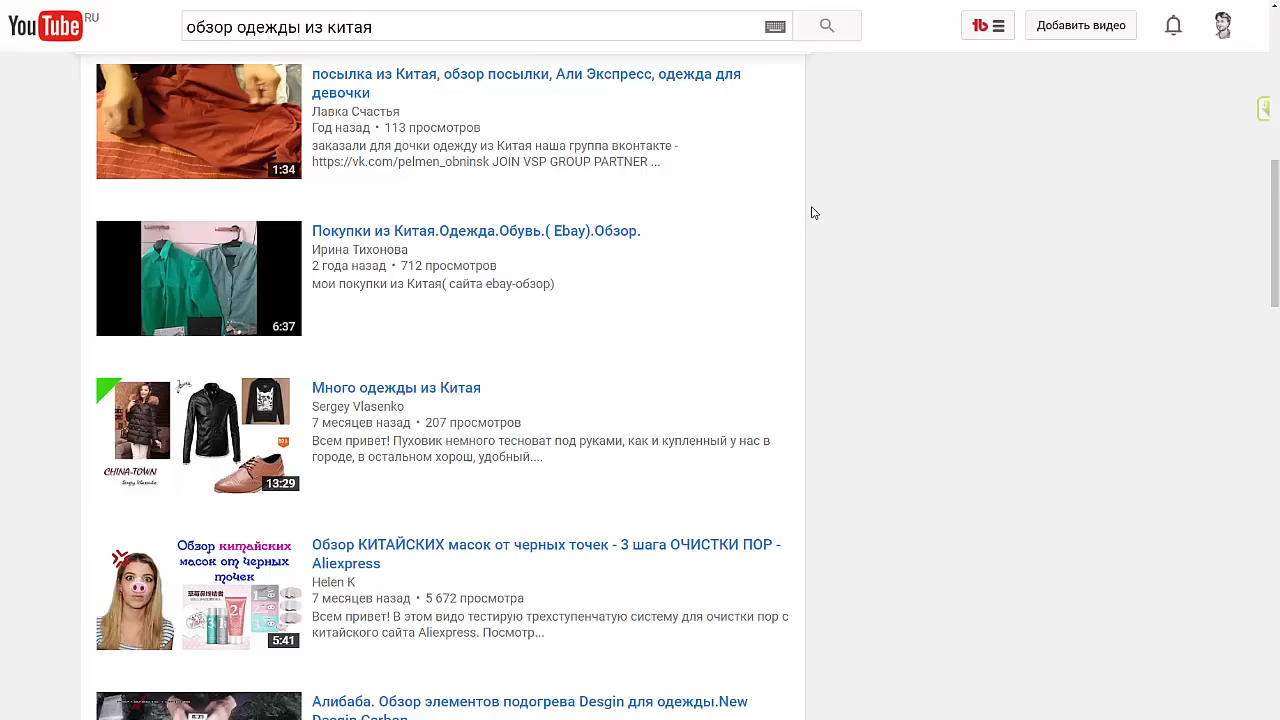 YouTube RU
обзор одежды из китая
Добавить видео
посылка из Китая, обзор посылки, Али Экспресс, одежда для
девочки
Лавка Счастья
Год назад • 113 просмотров
заказали для дочки одежду из Китая наша группа вконтакте -
https://vk.com/pelmen_obninsk JOIN VSP GROUP PARTNER ...
1:34
Покупки из Китая.Одежда.Обувь.( Ebay).Обзор.
Ирина Тихонова
2 года назад • 712 просмотров
мои покупки из Китая( сайта ebay-обзор)
6:37
Много одежды из Китая
Sergey Vlasenko
7 месяцев назад • 207 просмотров
Всем привет! Пуховик немного тесноват под руками, как и купленный у нас в
городе, в остальном хорош, удобный....
CHINA-TOWN
Sergey Vlasenko
13:29
Обзор китайских
масок от черных
точек
5:41
Обзор КИТАЙСКИХ масок от черных точек - 3 шага ОЧИСТКИ ПОР -
Aliexpress
Helen K
7 месяцев назад • 5 672 просмотра
Всем привет! В этом видо тестирую трехступенчатую систему для очистки пор с
китайского сайта Aliexpress. Посмотр...
Алибаба. Обзор элементов подогрева Desgin для одежды.New
Desgin Carbon